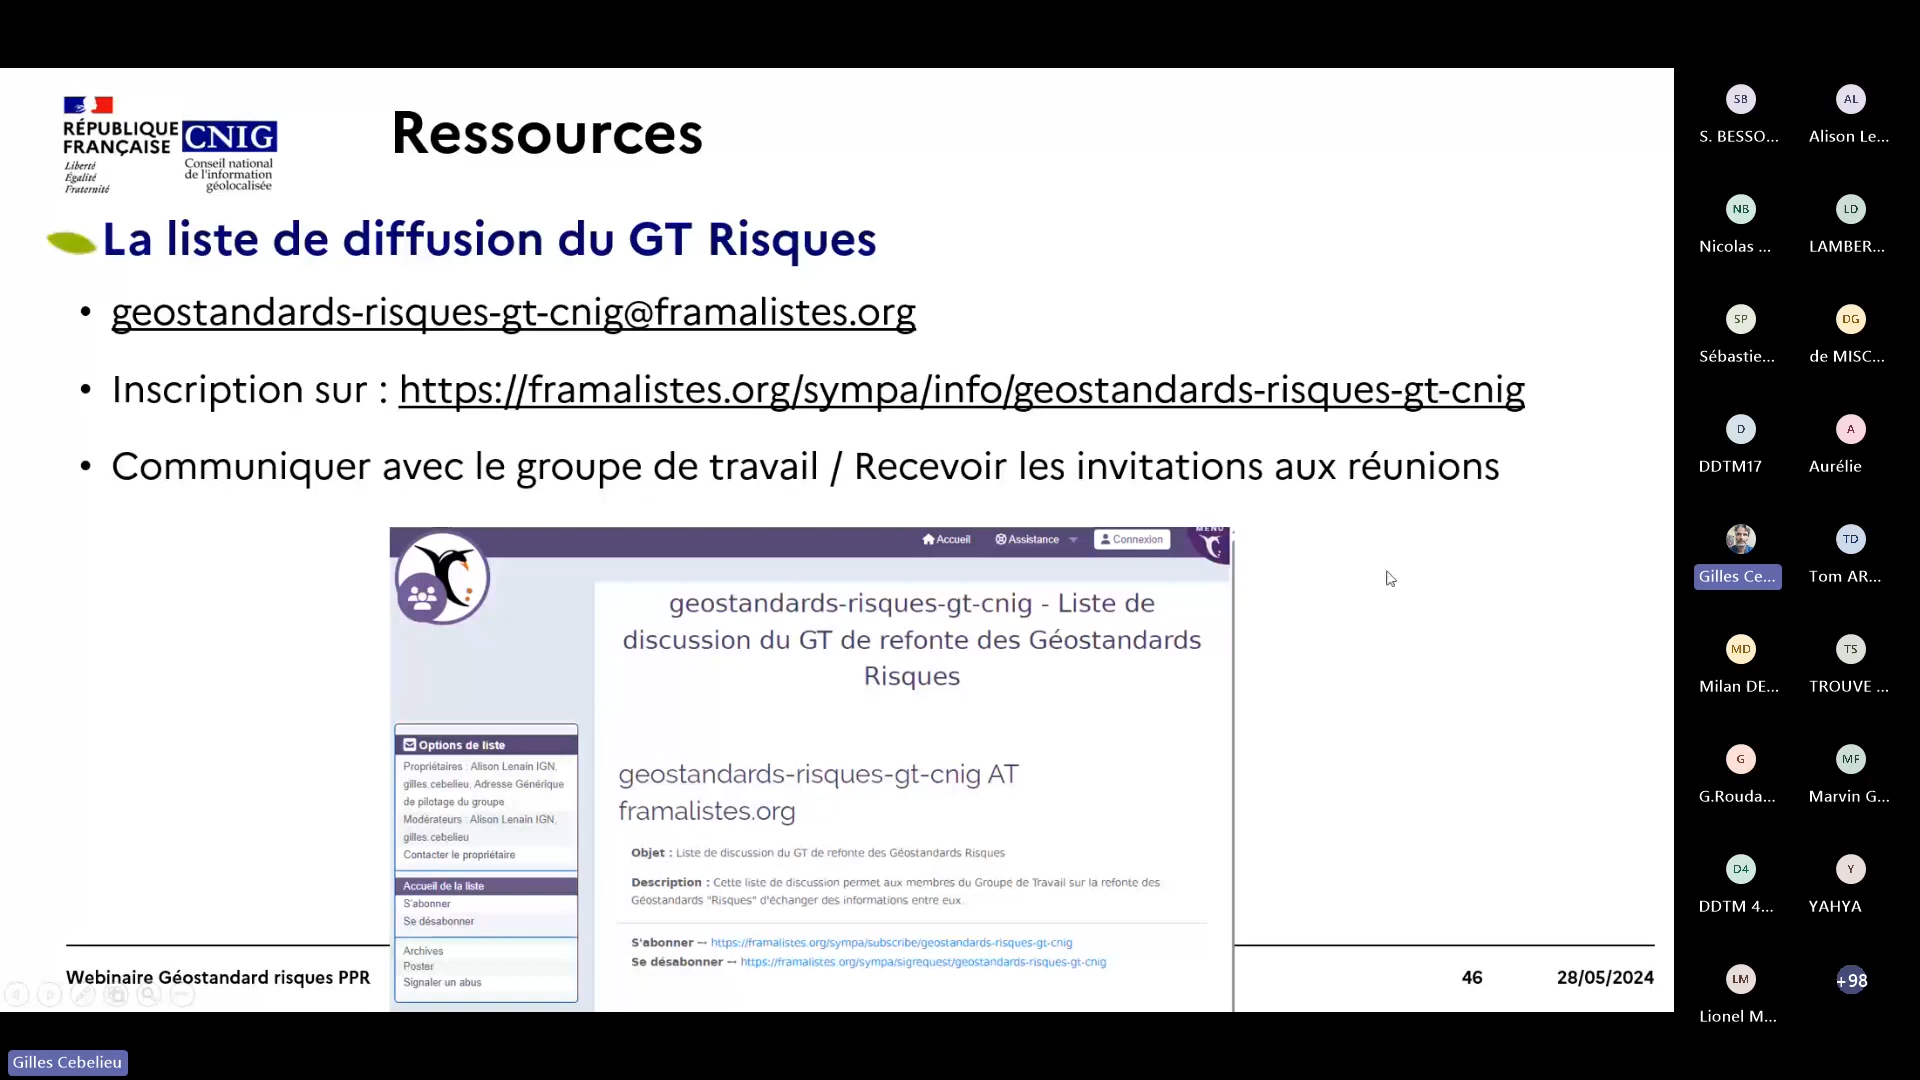 RÉPUBLIQUE
FRANÇAISE
Liberté
Égalité
Fraternité
CNIG
Conseil national
de l'information
géolocalisée
Ressources
La liste de diffusion du GT Risques
• geostandards-risques-gt-cnig@framalistes.org
• Inscription sur : https://framalistes.org/sympa/info/geostandards-risques-gt-cnig
• Communiquer avec le groupe de travail / Recevoir les invitations aux réunions
Accueil
Assistance
Connexion
MENU
geostandards-risques-gt-cnig - Liste de
discussion du GT de refonte des Géostandards
Risques
Options de liste
Propriétaires : Alison Lenain IGN,
gilles.cebelieu, Adresse Générique
de pilotage du groupe
Modérateurs : Alison Lenain IGN,
gilles.cebelieu
Contacter le propriétaire
Accueil de la liste
S'abonner
Se désabonner
Archives
Poster
Signaler un abus
geostandards-risques-gt-cnig AT
framalistes.org
Objet : Liste de discussion du GT de refonte des Géostandards Risques
Description : Cette liste de discussion permet aux membres du Groupe de Travail sur la refonte des
Géostandards "Risques" d'échanger des informations entre eux.
S'abonner — https://framalistes.org/sympa/subscribe/geostandards-risques-gt-cnig
Se désabonner — https://framalistes.org/sympa/sigrequest/geostandards-risques-gt-cnig
Webinaire Géostandard risques PPR
46
28/05/2024
SB
AL
S. BESSO...
Alison Le...
NB
LD
Nicolas ...
LAMBER...
SP
DG
Sébastie...
de MISC...
D
A
DDTM17
Aurélie
TD
Gilles Ce...
Tom AR...
MD
TS
Milan DE...
TROUVE ...
G
MF
G.Rouda...
Marvin G...
D4
Y
DDTM 4...
YAHYA
LM
+98
Lionel M...
Gilles Cebelieu